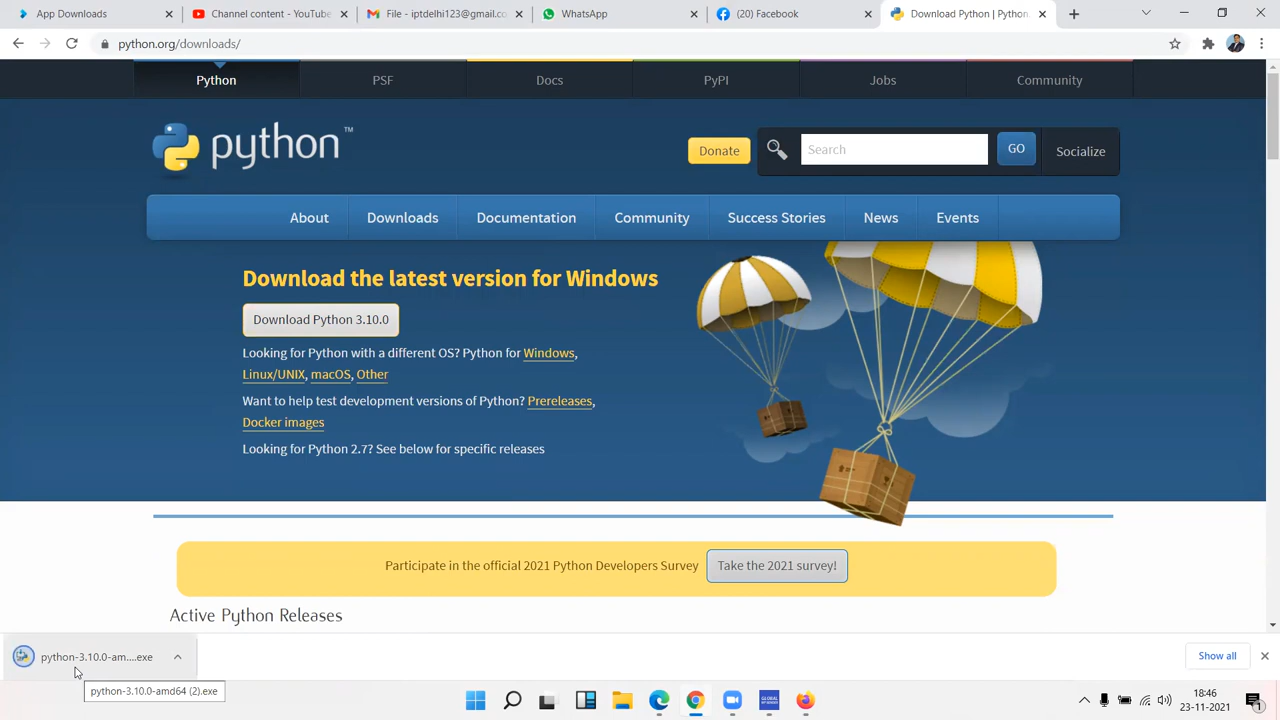 App Downloads
Channel content - YouTube
File - iptdelhi123@gmail.co
WhatsApp
(20) Facebook
Download Python | Python.
python.org/downloads/
Python
PSF
Docs
PyPI
Jobs
Community
python™
Donate
Search
GO
Socialize
About
Downloads
Documentation
Community
Success Stories
News
Events
Download the latest version for Windows
Download Python 3.10.0
Looking for Python with a different OS? Python for Windows,
Linux/UNIX, macOS, Other
Want to help test development versions of Python? Prereleases,
Docker images
Looking for Python 2.7? See below for specific releases
Participate in the official 2021 Python Developers Survey
Take the 2021 survey!
Active Python Releases
python-3.10.0-am....exe
Show all
python-3.10.0-amd64 (2).exe
GLOBAL
18:46
23-11-2021
1